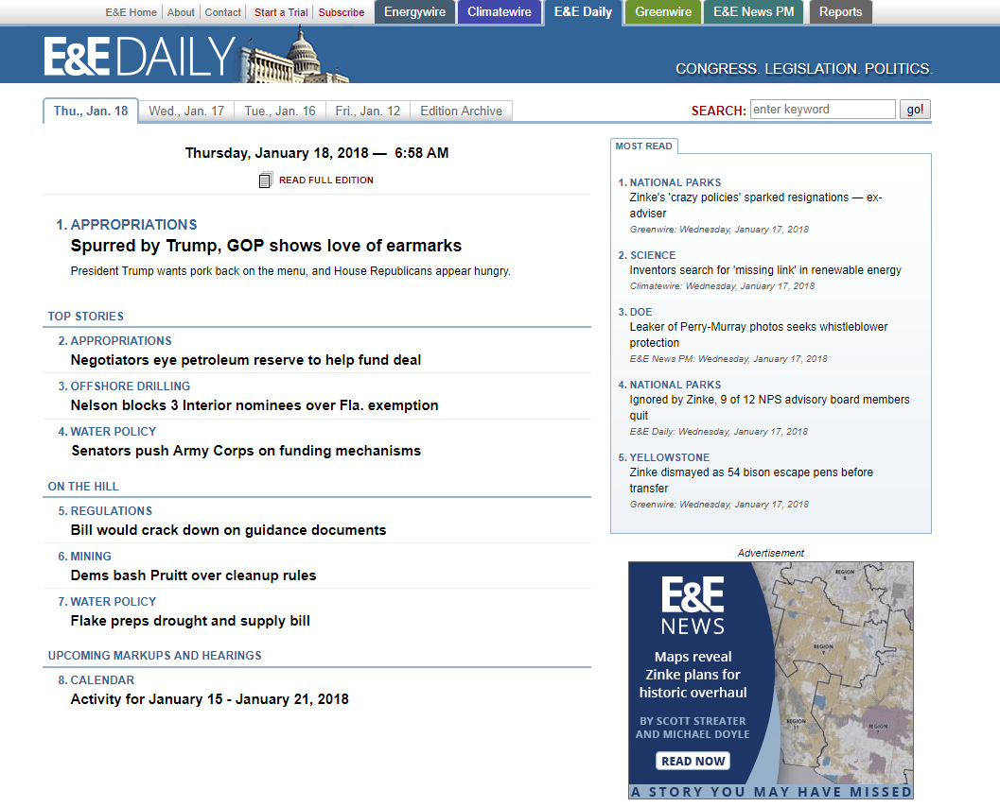 E&E Home About Contact Start a Trial Subscribe Energywire Climatewire E&E Daily Greenwire E&E News PM Reports
E&E DAILY
CONGRESS. LEGISLATION. POLITICS.
Thu., Jan. 18 Wed., Jan. 17 Tue., Jan. 16 Fri., Jan. 12 Edition Archive
SEARCH: enter keyword go!
Thursday, January 18, 2018 — 6:58 AM
READ FULL EDITION
1. APPROPRIATIONS
Spurred by Trump, GOP shows love of earmarks
President Trump wants pork back on the menu, and House Republicans appear hungry.
TOP STORIES
2. APPROPRIATIONS
Negotiators eye petroleum reserve to help fund deal
3. OFFSHORE DRILLING
Nelson blocks 3 Interior nominees over Fla. exemption
4. WATER POLICY
Senators push Army Corps on funding mechanisms
ON THE HILL
5. REGULATIONS
Bill would crack down on guidance documents
6. MINING
Dems bash Pruitt over cleanup rules
7. WATER POLICY
Flake preps drought and supply bill
UPCOMING MARKUPS AND HEARINGS
8. CALENDAR
Activity for January 15 - January 21, 2018
MOST READ
1. NATIONAL PARKS
Zinke's 'crazy policies' sparked resignations — ex-
adviser
Greenwire: Wednesday, January 17, 2018
2. SCIENCE
Inventors search for 'missing link' in renewable energy
Climatewire: Wednesday, January 17, 2018
3. DOE
Leaker of Perry-Murray photos seeks whistleblower
protection
E&E News PM: Wednesday, January 17, 2018
4. NATIONAL PARKS
Ignored by Zinke, 9 of 12 NPS advisory board members
quit
E&E Daily: Wednesday, January 17, 2018
5. YELLOWSTONE
Zinke dismayed as 54 bison escape pens before
transfer
Greenwire: Wednesday, January 17, 2018
Advertisement
E&E
NEWS
Maps reveal
Zinke plans for
historic overhaul
BY SCOTT STREATER
AND MICHAEL DOYLE
READ NOW
REGION
8
REGION
9
REGION
11
REGION
7
A STORY YOU MAY HAVE MISSED